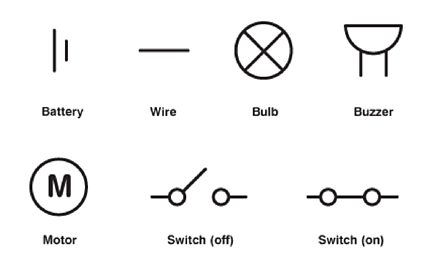 Battery
Wire
Bulb
Buzzer
M
Motor
Switch (off)
Switch (on)